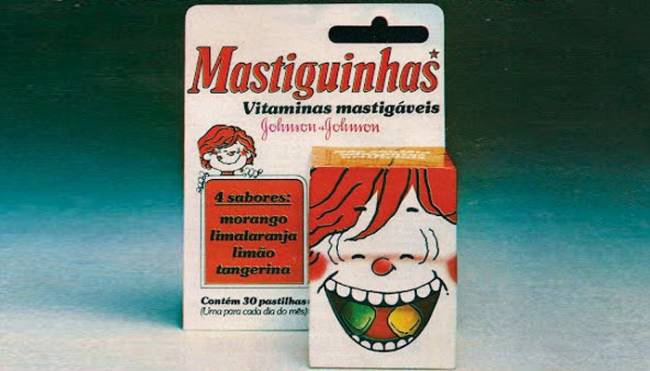 Mastiguinhas*
Vitaminas mastigáveis
Johnson & Johnson
4 sabores:
morango
limalaranja
limão
tangerina
Contém 30 pastilhas
(Uma para cada dia do mês)